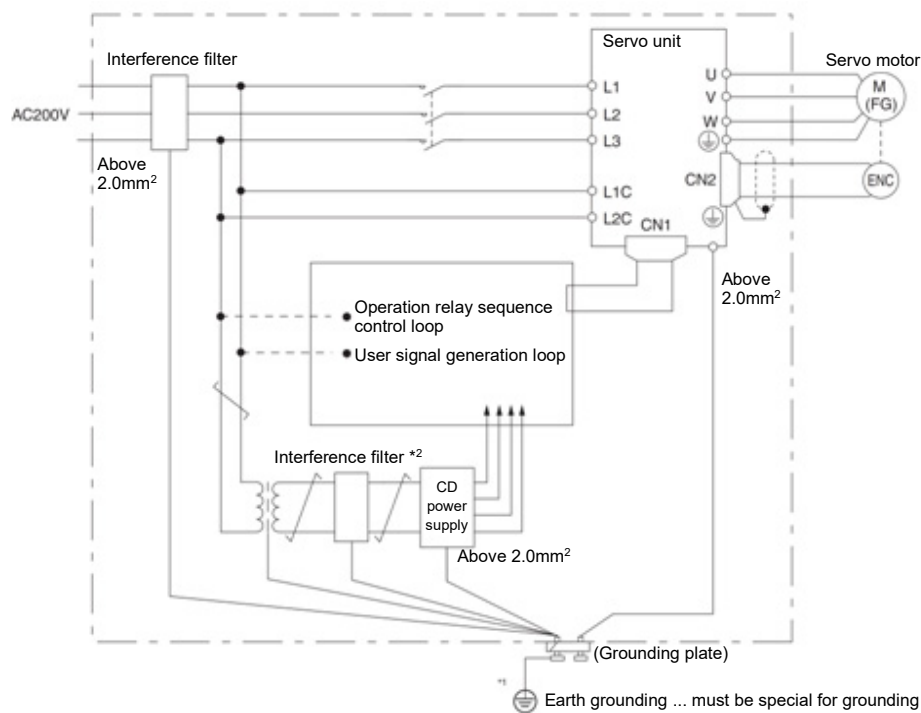 Interference filter
Servo unit
Servo motor
AC200V
Above
2.0mm²
L1
L2
L3
L1C
L2C
U
V
W
M
(FG)
CN2
ENC
CN1
Above
2.0mm²
Operation relay sequence
control loop
User signal generation loop
Interference filter *²
CD
power
supply
Above 2.0mm²
(Grounding plate)
*1
Earth grounding ... must be special for grounding